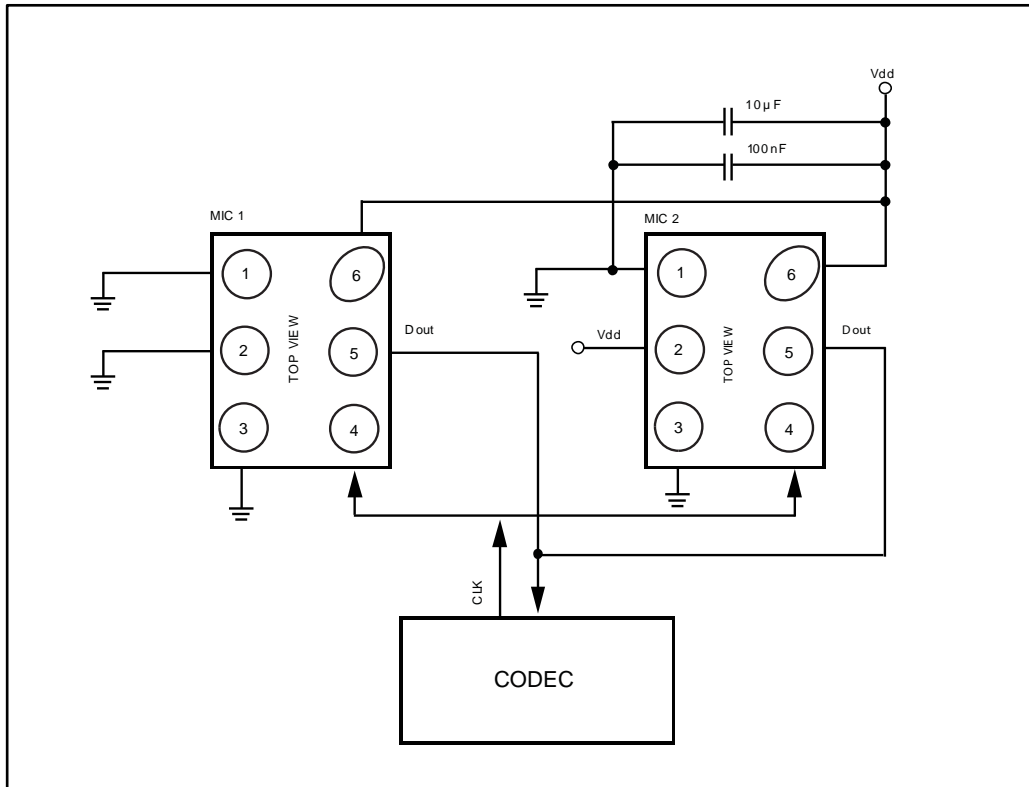 Vdd
10µF
100nF
MIC 1
MIC 2
1
6
2
5
3
4
TOP VIEW
Dout
1
6
Vdd
2
5
3
4
TOP VIEW
Dout
CLK
CODEC